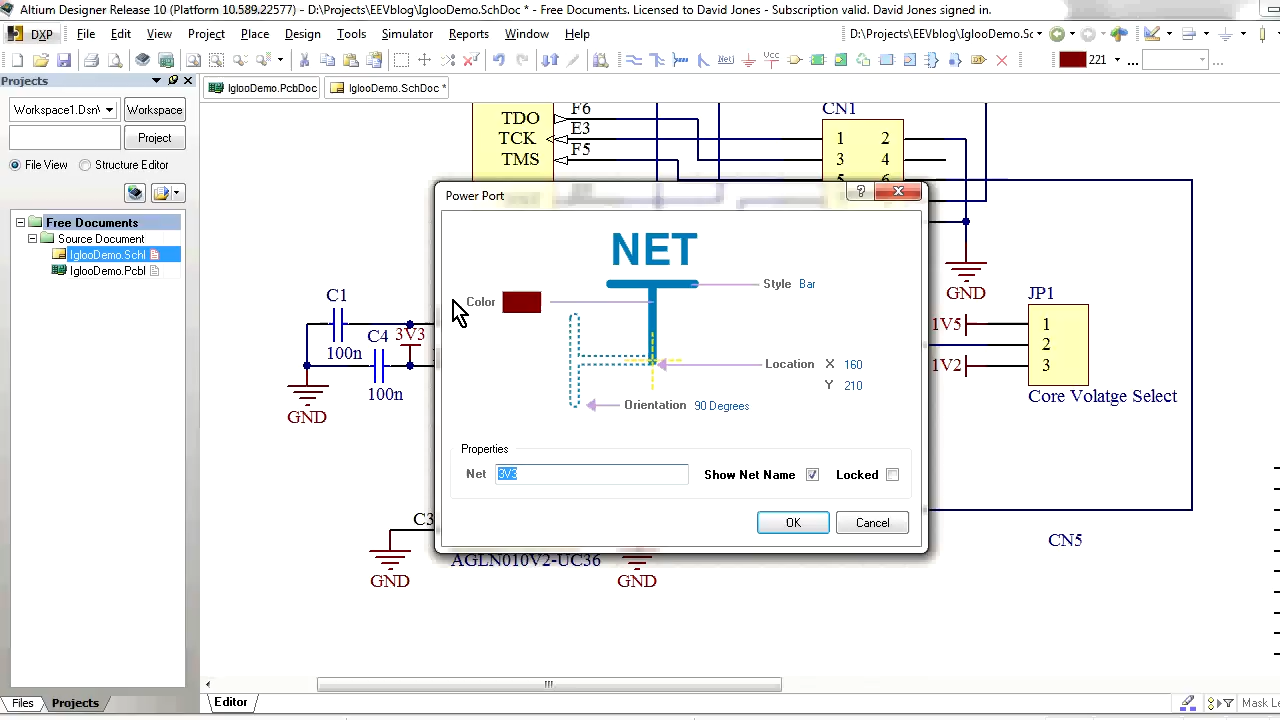 Altium Designer Release 10 (Platform 10.589.22577) - D:\Projects\EEVblog\IglooDemo.SchDoc * - Free Documents. Licensed to David Jones - Subscription valid. David Jones signed in.
DXP File Edit View Project Place Design Tools Simulator Reports Window Help D:\Projects\EEVblog\IglooDemo.Sc
Net VCC 221 ... ...
Projects
IglooDemo.PcbDoc IglooDemo.SchDoc *
Workspace1.Dsn Workspace
Project
File View Structure Editor
Free Documents
Source Document
IglooDemo.Schl
IglooDemo.Pcbl
TDO F6
TCK E3
TMS F5
CN1
1 2
3 4
5 6
Power Port
NET
Style Bar
Color
Location X 160
Y 210
Orientation 90 Degrees
Properties
Net 3V3 Show Net Name Locked
OK Cancel
C1
100n
C4
100n
3V3
GND
GND
JP1
1V5 1
2
1V2 3
Core Volatge Select
C3
GND
AGLN010V2-UC36
GND
CN5
Files Projects
Editor